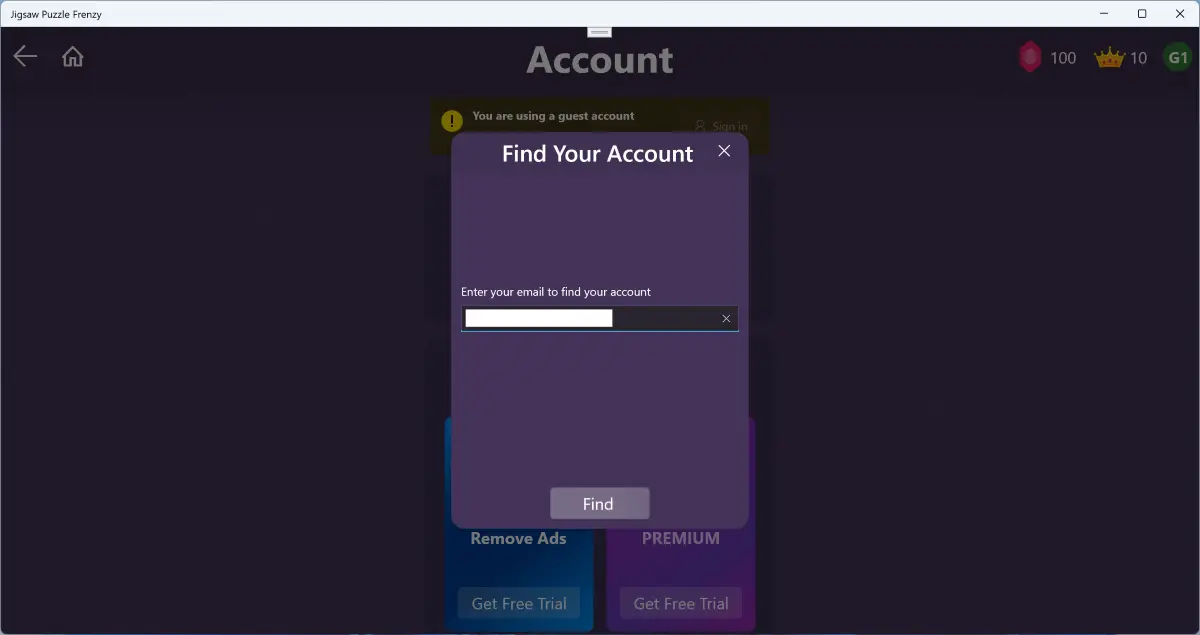 Jigsaw Puzzle Frenzy
Account
100
10
G1
You are using a guest account
Sign in
Find Your Account
Enter your email to find your account
Find
Remove Ads
PREMIUM
Get Free Trial
Get Free Trial